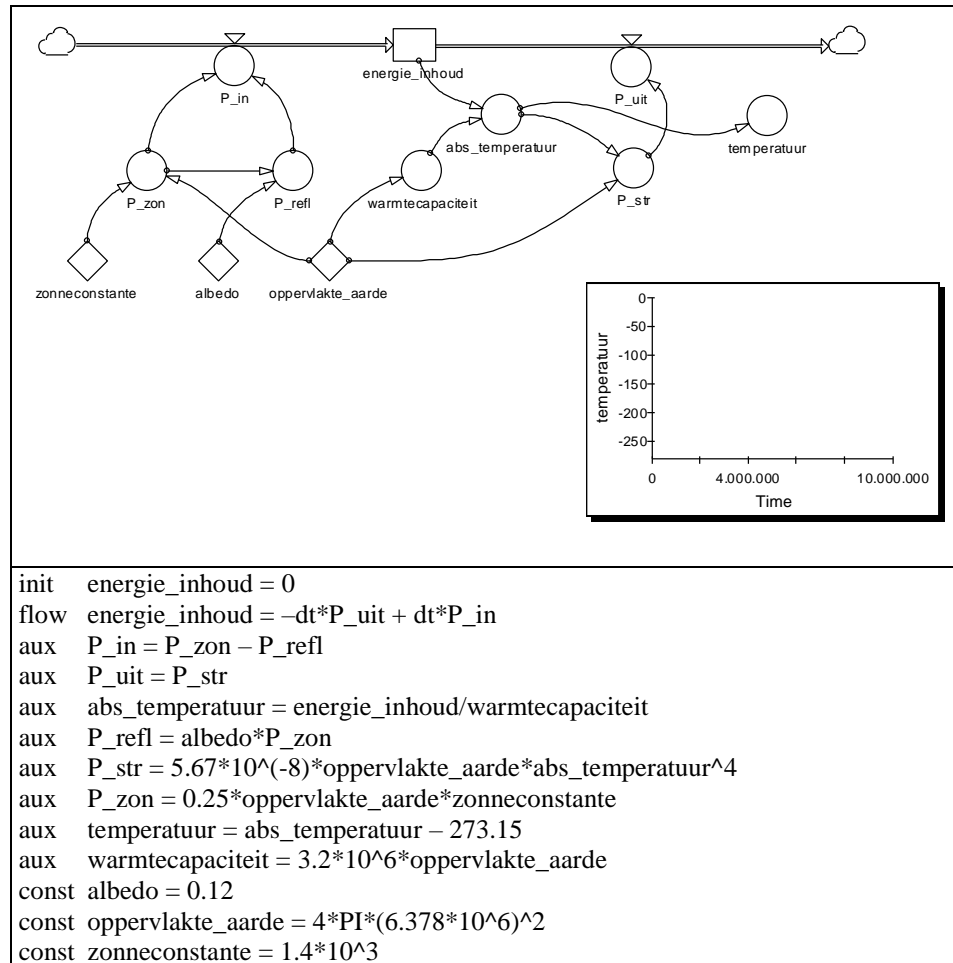 energie_inhoud
P_in
P_uit
temperatuur
abs_temperatuur
P_zon
P_refl
warmtecapaciteit
P_str
zonneconstante
albedo
oppervlakte_aarde
temperatuur
0
-50
-100
-150
-200
-250
0 4.000.000 10.000.000
Time
init energie_inhoud = 0
flow energie_inhoud = –dt*P_uit + dt*P_in
aux P_in = P_zon – P_refl
aux P_uit = P_str
aux abs_temperatuur = energie_inhoud/warmtecapaciteit
aux P_refl = albedo*P_zon
aux P_str = 5.67*10^(-8)*oppervlakte_aarde*abs_temperatuur^4
aux P_zon = 0.25*oppervlakte_aarde*zonneconstante
aux temperatuur = abs_temperatuur – 273.15
aux warmtecapaciteit = 3.2*10^6*oppervlakte_aarde
const albedo = 0.12
const oppervlakte_aarde = 4*PI*(6.378*10^6)^2
const zonneconstante = 1.4*10^3